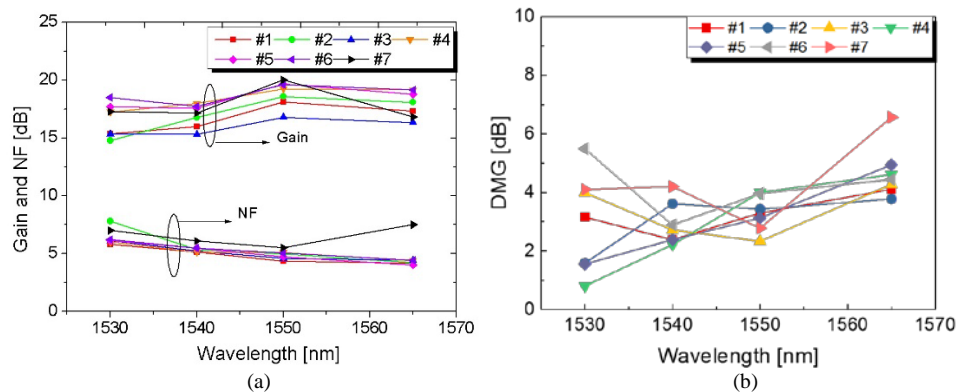 25
20
15
10
5
0
Gain and NF [dB]
#1 #2 #3 #4
#5 #6 #7
Gain
NF
1530 1540 1550 1560 1570
Wavelength [nm]
(a)
10
8
6
4
2
0
DMG [dB]
#1 #2 #3 #4
#5 #6 #7
1530 1540 1550 1560 1570
Wavelength [nm]
(b)